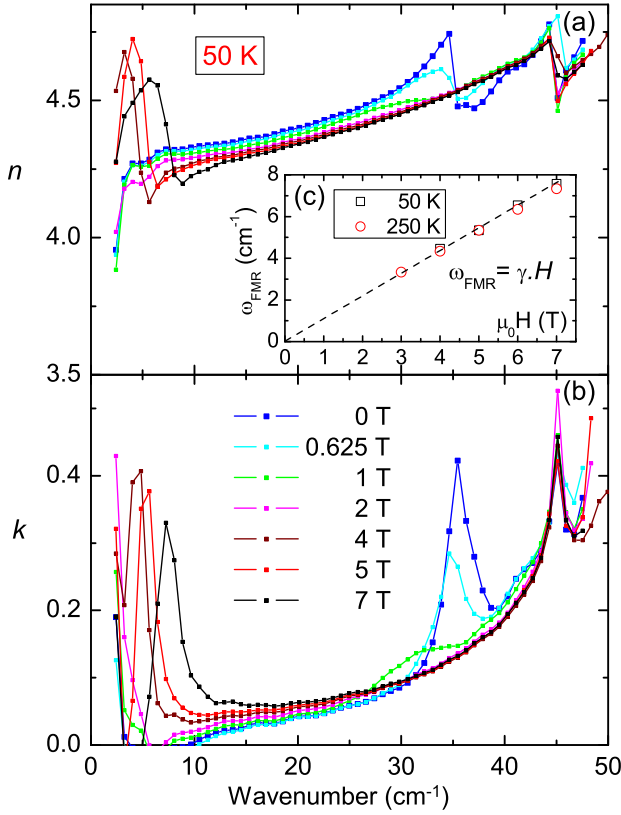 (a)
50 K
4.5
n
4.0
3.5
(c)
50 K
250 K
ω_FMR = γ.H
ω_FMR (cm⁻¹)
8
6
4
2
0
0 1 2 3 4 5 6 7
μ₀H (T)
(b)
0 T
0.625 T
1 T
2 T
4 T
5 T
7 T
k
0.4
0.2
0.0
0 10 20 30 40 50
Wavenumber (cm⁻¹)